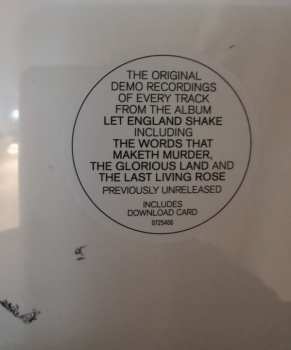 THE ORIGINAL
DEMO RECORDINGS
OF EVERY TRACK
FROM THE ALBUM
LET ENGLAND SHAKE
INCLUDING
THE WORDS THAT
MAKETH MURDER,
THE GLORIOUS LAND AND
THE LAST LIVING ROSE
PREVIOUSLY UNRELEASED
INCLUDES
DOWNLOAD CARD
0725406